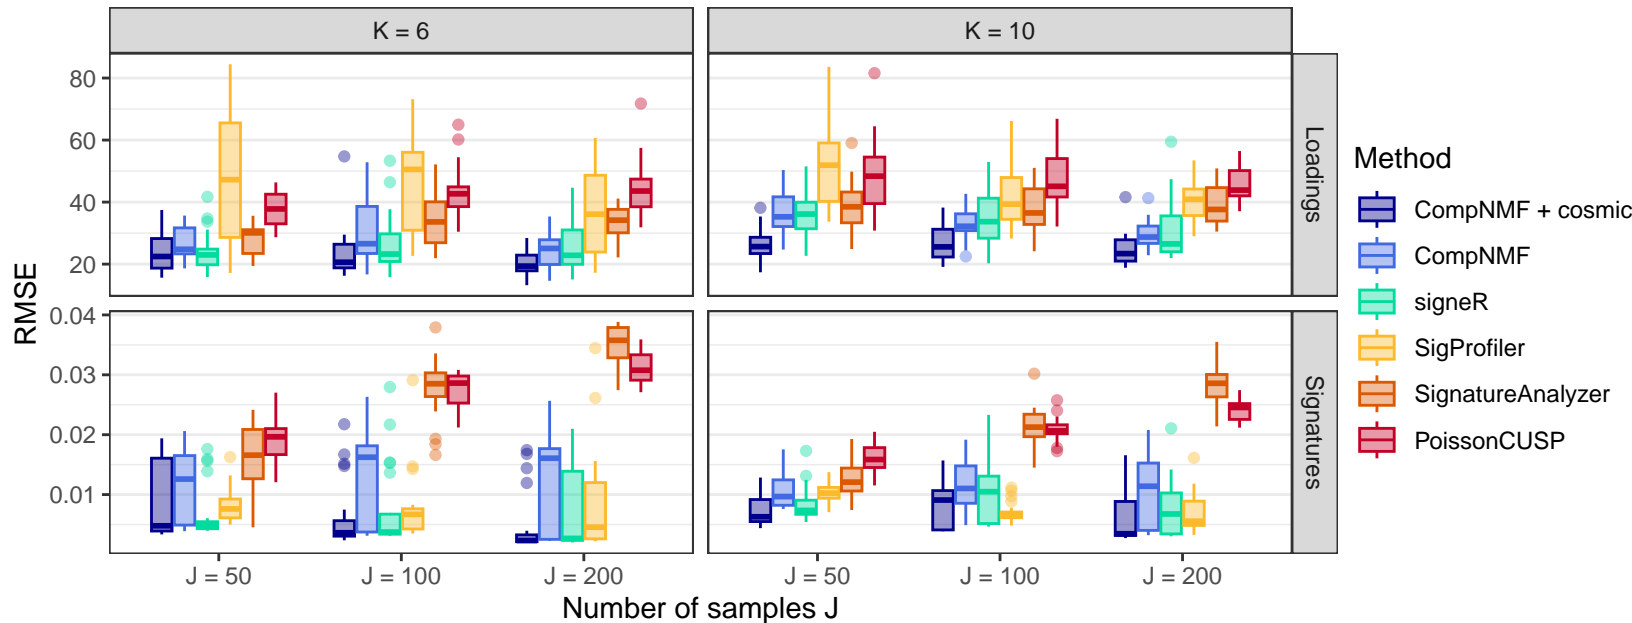 K = 6
K = 10
80
60
40
20
Loadings
RMSE
0.04
0.03
0.02
0.01
Signatures
J = 50
J = 100
J = 200
J = 50
J = 100
J = 200
Number of samples J
Method
CompNMF + cosmic
CompNMF
signeR
SigProfiler
SignatureAnalyzer
PoissonCUSP